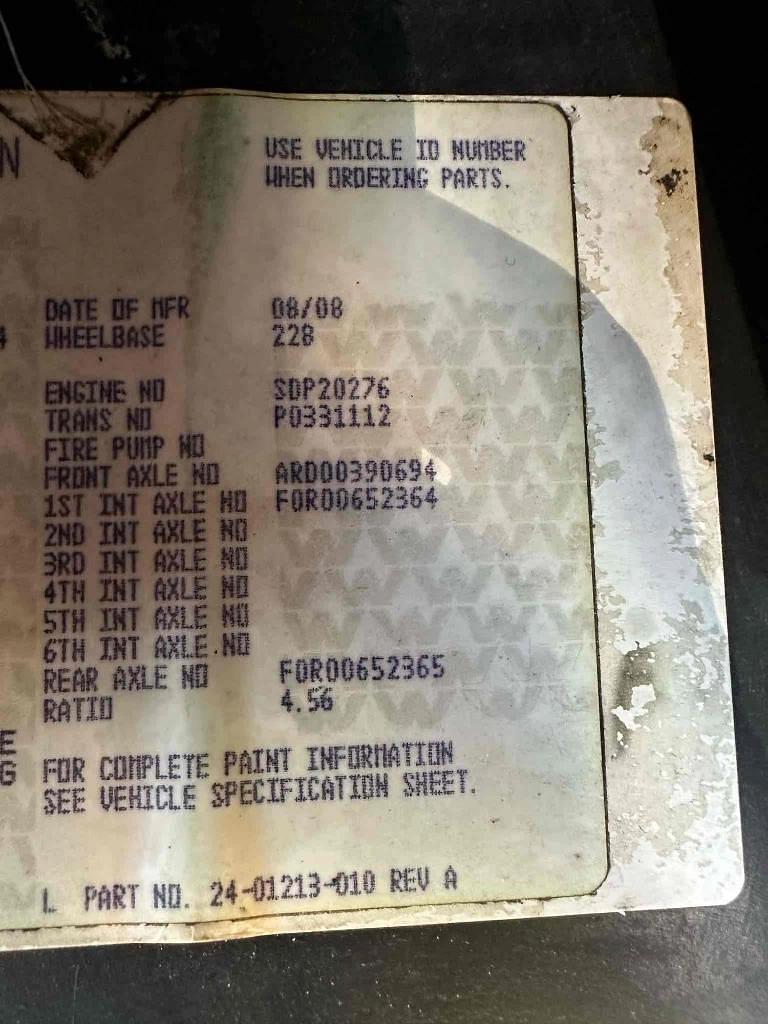 N
USE VEHICLE ID NUMBER
WHEN ORDERING PARTS.
DATE OF MFR 08/08
4 WHEELBASE 228
ENGINE NO SDP20276
TRANS NO P0331112
FIRE PUMP NO
FRONT AXLE NO ARD00390694
1ST INT AXLE NO FOR00652364
2ND INT AXLE NO
3RD INT AXLE NO
4TH INT AXLE NO
5TH INT AXLE NO
6TH INT AXLE NO
REAR AXLE NO FOR00652365
RATIO 4.56
E
G FOR COMPLETE PAINT INFORMATION
SEE VEHICLE SPECIFICATION SHEET.
L PART NO. 24-01213-010 REV A